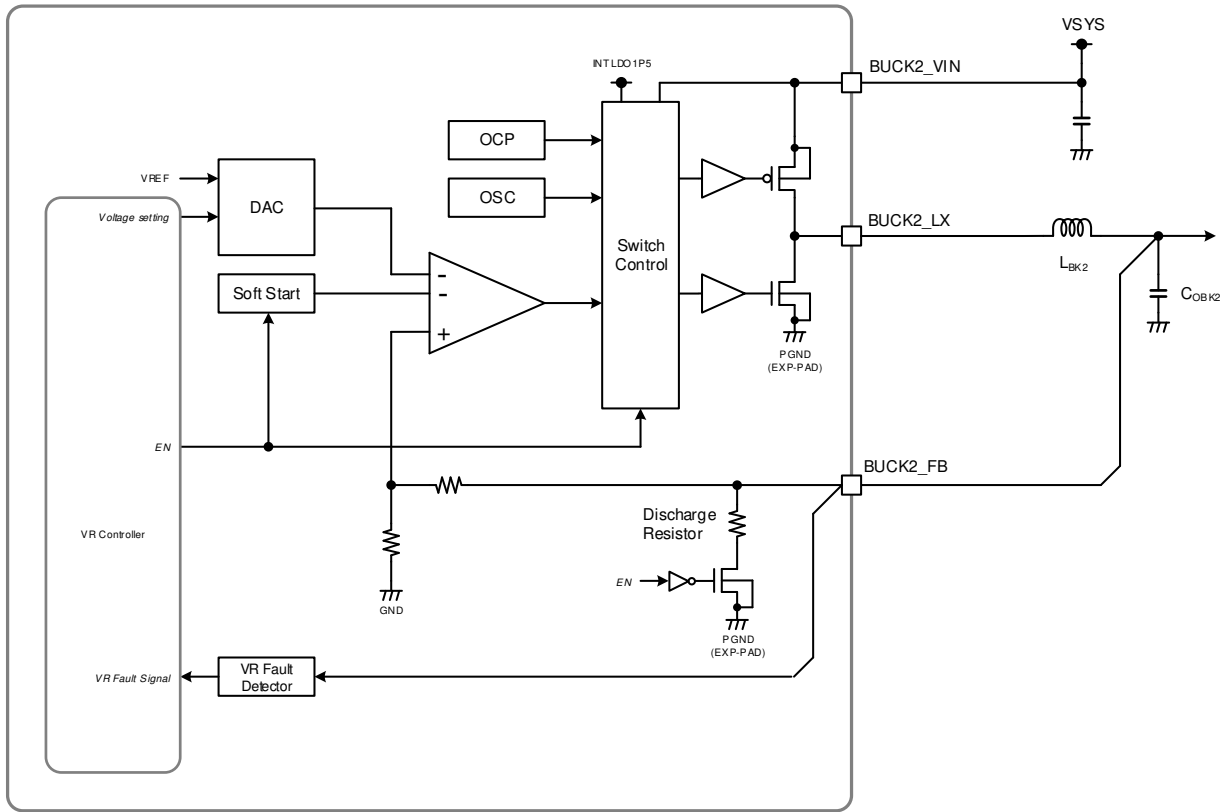 VSYS
INTLDO1P5
BUCK2_VIN
OCP
VREF
DAC
OSC
Voltage setting
BUCK2_LX
Switch
Control
LBK2
Soft Start
-
-
+
COBK2
PGND
(EXP-PAD)
EN
BUCK2_FB
Discharge
Resistor
VR Controller
EN
GND
PGND
(EXP-PAD)
VR Fault Signal
VR Fault
Detector